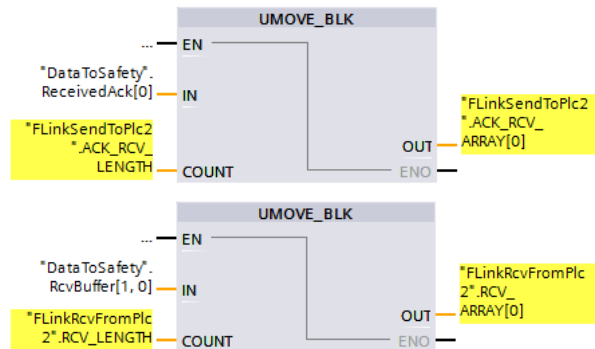 UMOVE_BLK
... EN
"DataToSafety".
ReceivedAck[0] IN
"FLinkSendToPlc2
".ACK_RCV_
LENGTH COUNT
"FLinkSendToPlc2
".ACK_RCV_
OUT ARRAY[0]
ENO
UMOVE_BLK
... EN
"DataToSafety".
RcvBuffer[1, 0] IN
"FLinkRcvFromPlc
2".RCV_LENGTH COUNT
"FLinkRcvFromPlc
2".RCV_
OUT ARRAY[0]
ENO